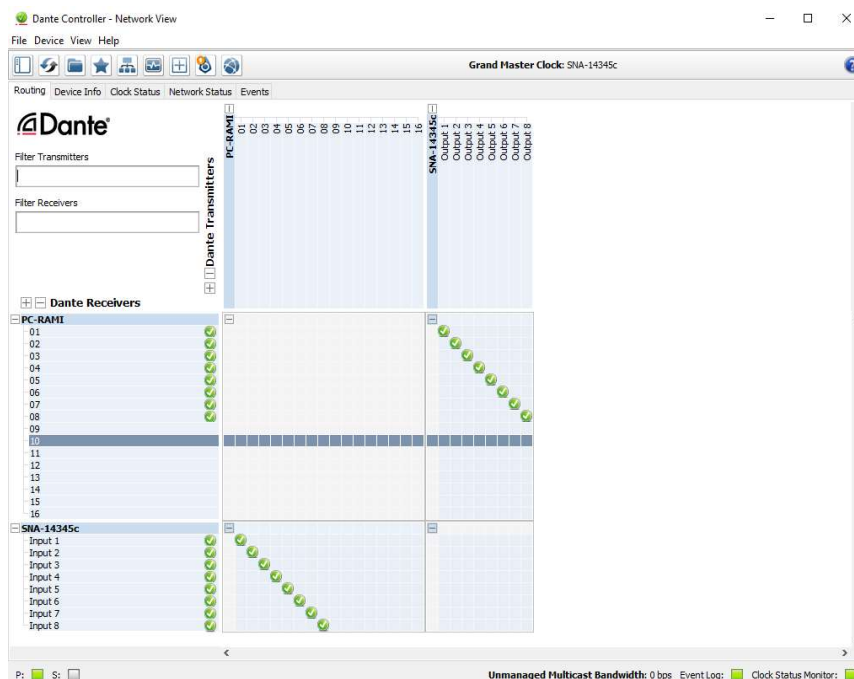 Dante Controller - Network View
File Device View Help
Grand Master Clock: SNA-14345c
Routing Device Info Clock Status Network Status Events
Dante
Filter Transmitters
Filter Receivers
Dante Transmitters
PC-RAMI
01
02
03
04
05
06
07
08
09
10
11
12
13
14
15
16
SNA-14345c
Output 1
Output 2
Output 3
Output 4
Output 5
Output 6
Output 7
Output 8
Dante Receivers
PC-RAMI
01
02
03
04
05
06
07
08
09
10
11
12
13
14
15
16
SNA-14345c
Input 1
Input 2
Input 3
Input 4
Input 5
Input 6
Input 7
Input 8
P: S: Unmanaged Multicast Bandwidth: 0 bps Event Log: Clock Status Monitor: